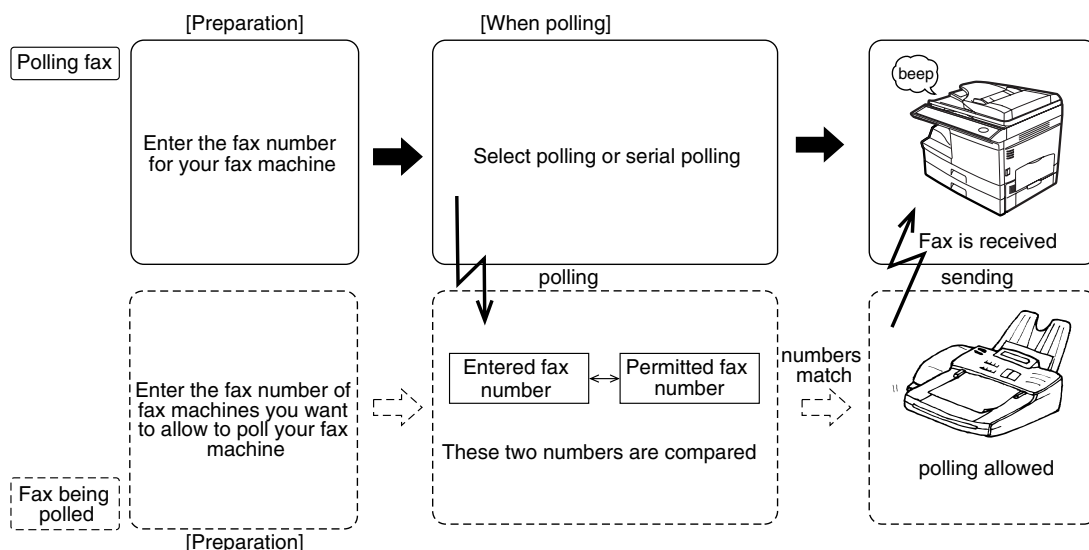 [Preparation]
[When polling]
Polling fax
Enter the fax number
for your fax machine
Select polling or serial polling
beep
Fax is received
polling
sending
Enter the fax number of
fax machines you want
to allow to poll your fax
machine
Entered fax
number
Permitted fax
number
These two numbers are compared
numbers
match
polling allowed
Fax being
polled
[Preparation]